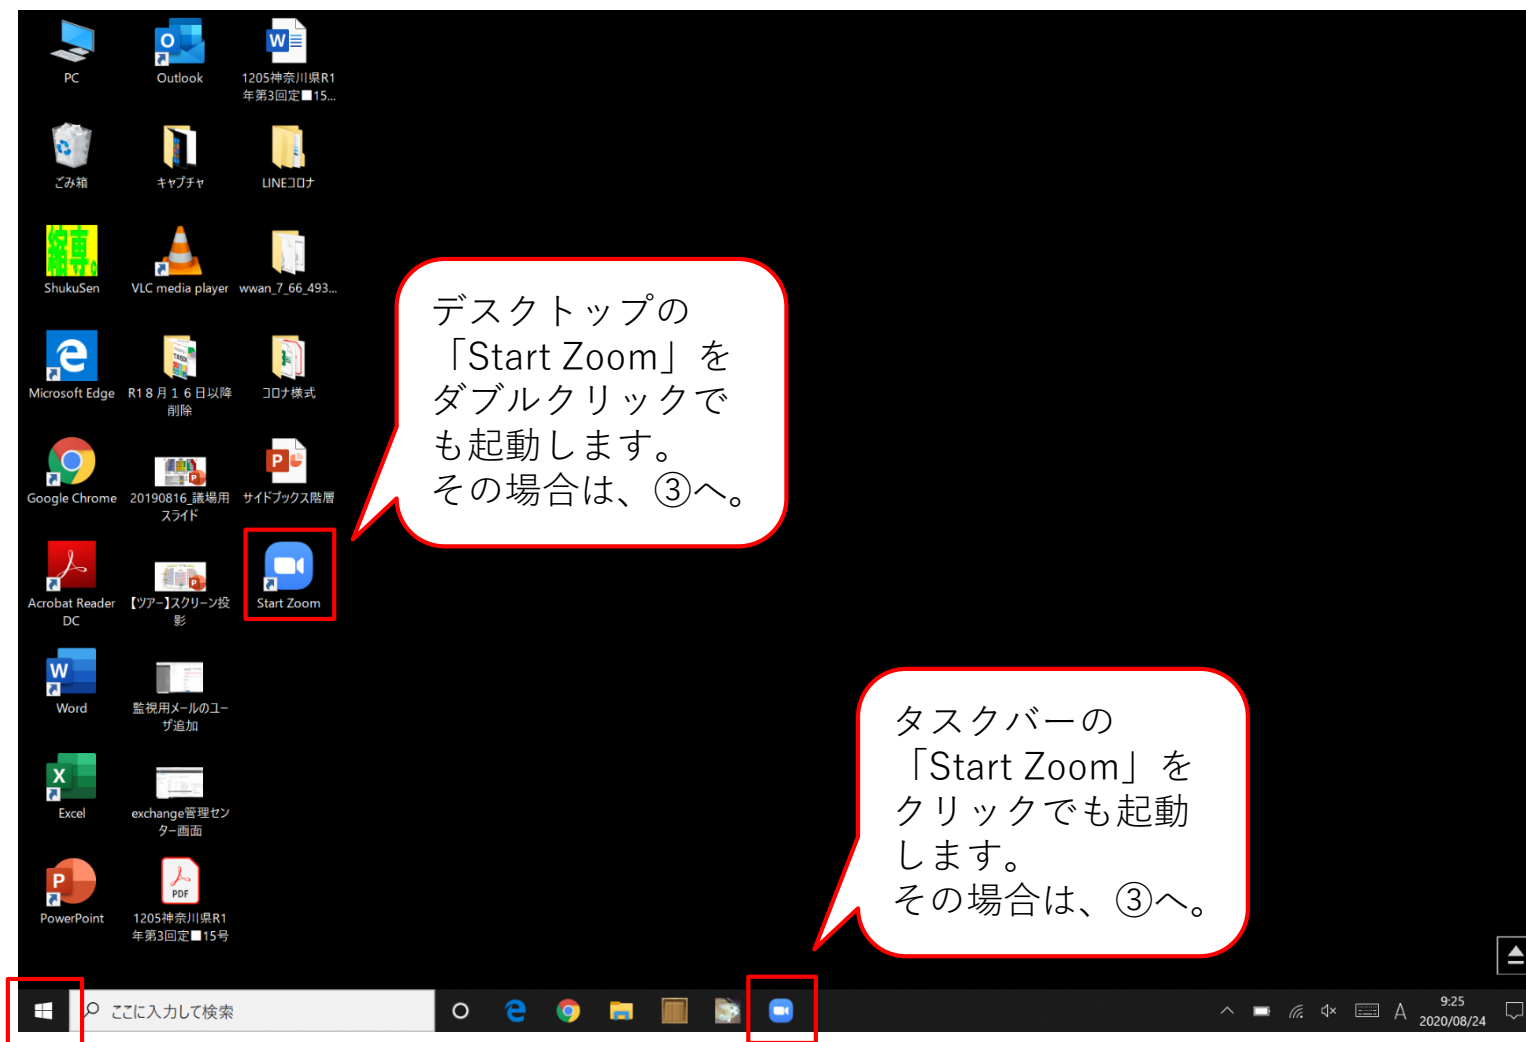 PC
Outlook
1205神奈川県R1
年第3回定■15...
ごみ箱
キャプチャ
LINEコロナ
縮専。
ShukuSen
VLC media player
wwan_7_66_493...
Microsoft Edge
R1８月１６日以降
削除
コロナ様式
Google Chrome
20190816_議場用
スライド
サイドブックス階層
Acrobat Reader
DC
【ツアー】スクリーン投
影
Start Zoom
Word
監視用メールのユー
ザ追加
Excel
exchange管理セン
ター画面
PowerPoint
PDF
1205神奈川県R1
年第3回定■15号
デスクトップの
「Start Zoom」を
ダブルクリックで
も起動します。
その場合は、③へ。
タスクバーの
「Start Zoom」を
クリックでも起動
します。
その場合は、③へ。
ここに入力して検索
A
9:25
2020/08/24